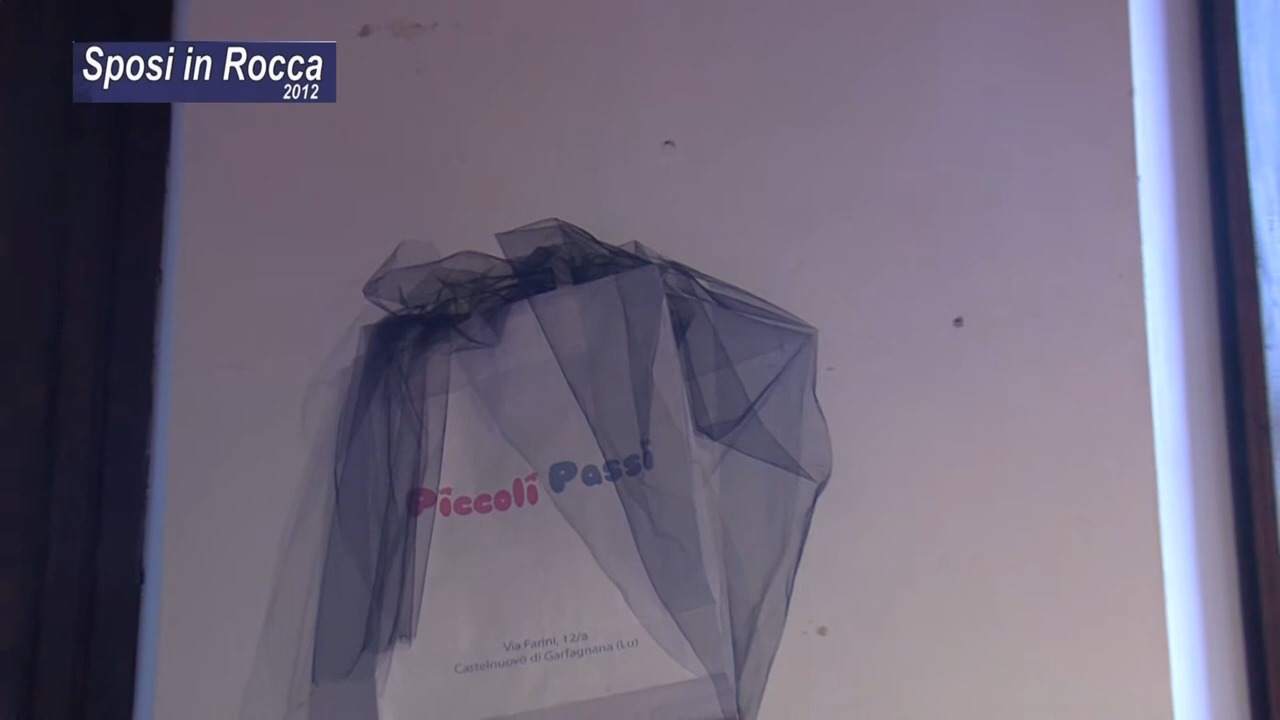 Sposi in Rocca
2012
Piccoli Passi
Via Farini, 12/a
Castelnuovo di Garfagnana (Lu)